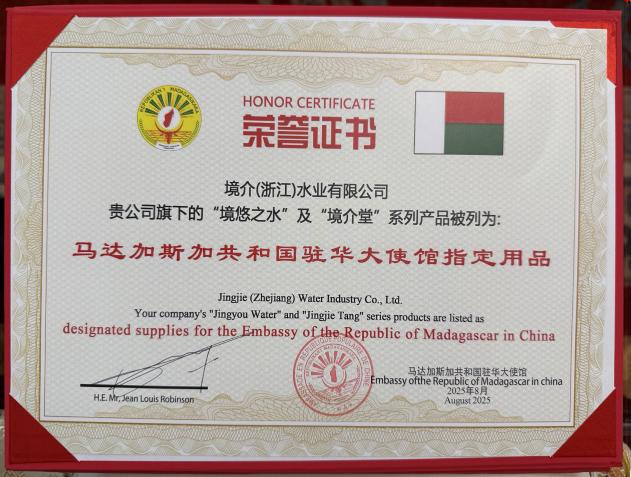 REPOBLIKAN'I MADAGASIKARA
HONOR CERTIFICATE
荣誉证书
境介(浙江)水业有限公司
贵公司旗下的“境悠之水”及“境介堂”系列产品被列为:
马达加斯加共和国驻华大使馆指定用品
Jingjie (Zhejiang) Water Industry Co., Ltd.
Your company's "Jingyou Water" and "Jingjie Tang" series products are listed as
designated supplies for the Embassy of the Republic of Madagascar in China
H.E. Mr, Jean Louis Robinson
马达加斯加共和国驻华大使馆
Embassy ofthe Republic of Madagascar in china
2025年8月
August 2025